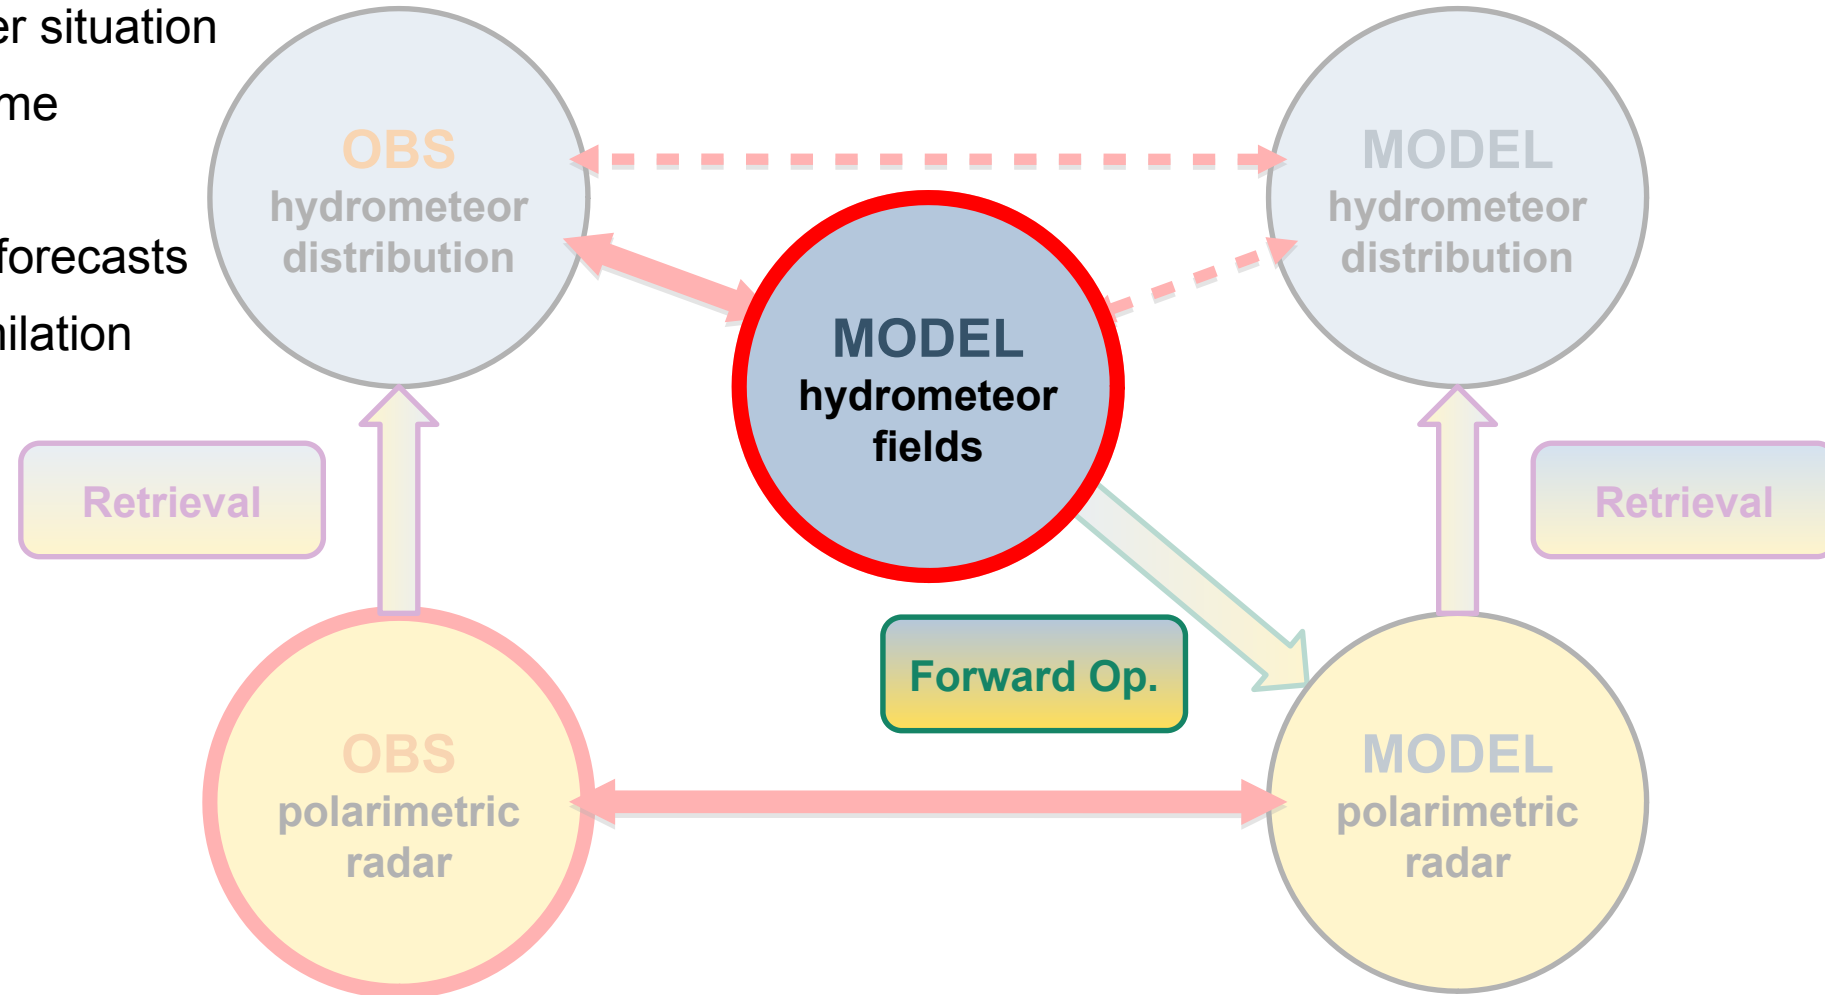 er situation
me
forecasts
nilation
OBS
hydrometeor
distribution
MODEL
hydrometeor
distribution
MODEL
hydrometeor
fields
Retrieval
Retrieval
Forward Op.
OBS
polarimetric
radar
MODEL
polarimetric
radar